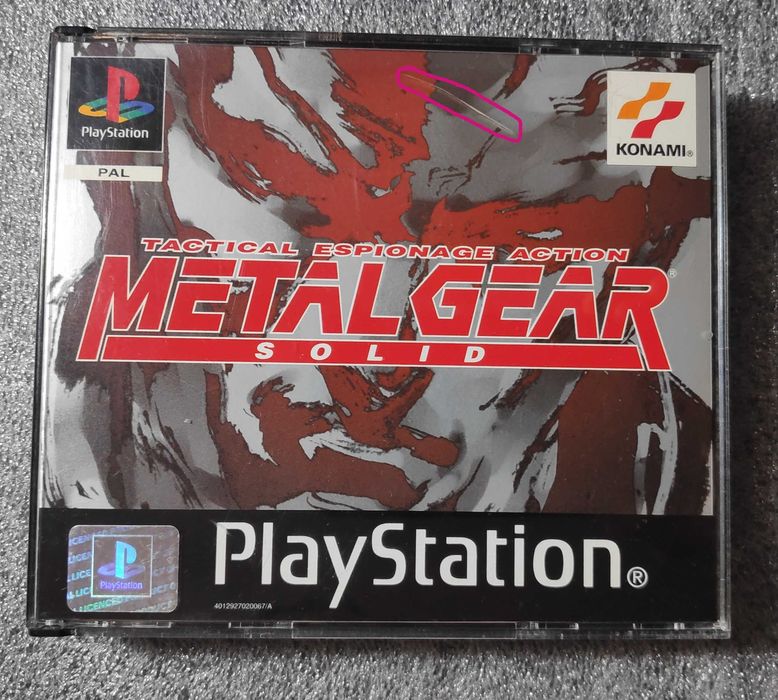 PlayStation
PAL
KONAMI®
TACTICAL ESPIONAGE ACTION
METAL GEAR®
SOLID
PlayStation
PlayStation®
4012927020067/A